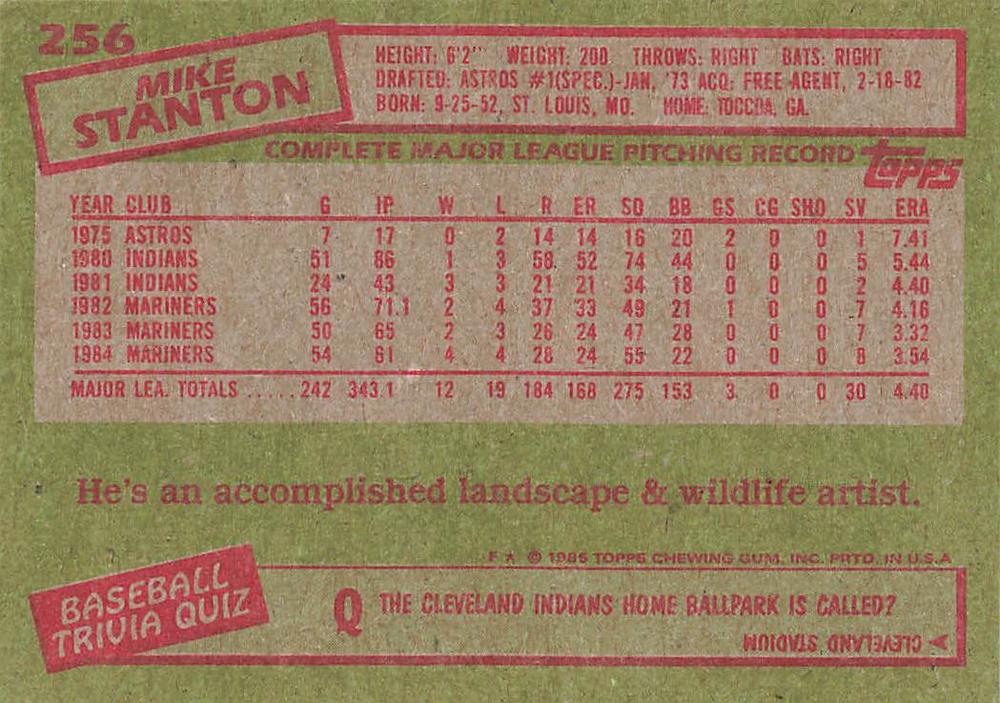 256
MIKE
STANTON
HEIGHT: 6'2" WEIGHT: 200 THROWS: RIGHT BATS: RIGHT
DRAFTED: ASTROS #1(SPEC.)-JAN, '73 ACQ: FREE AGENT, 2-18-82
BORN: 9-25-52, ST. LOUIS, MO. HOME: TOCCOA, GA.
COMPLETE MAJOR LEAGUE PITCHING RECORD
TOPPS
YEAR CLUB G IP W L R ER SO BB GS CG SHO SV ERA
1975 ASTROS 7 17 0 2 14 14 16 20 2 0 0 1 7.41
1980 INDIANS 51 86 1 3 58 52 74 44 0 0 0 5 5.44
1981 INDIANS 24 43 3 3 21 21 34 18 0 0 0 2 4.40
1982 MARINERS 56 71.1 2 4 37 33 49 21 1 0 0 7 4.16
1983 MARINERS 50 65 2 3 26 24 47 28 0 0 0 7 3.32
1984 MARINERS 54 61 4 4 28 24 55 22 0 0 0 8 3.54
MAJOR LEA. TOTALS ..... 242 343.1 12 19 184 168 275 153 3 0 0 30 4.40
He's an accomplished landscape & wildlife artist.
F ★ © 1985 TOPPS CHEWING GUM, INC. PRTD. IN U.S.A
BASEBALL
TRIVIA QUIZ
Q THE CLEVELAND INDIANS HOME BALLPARK IS CALLED?
CLEVELAND STADIUM